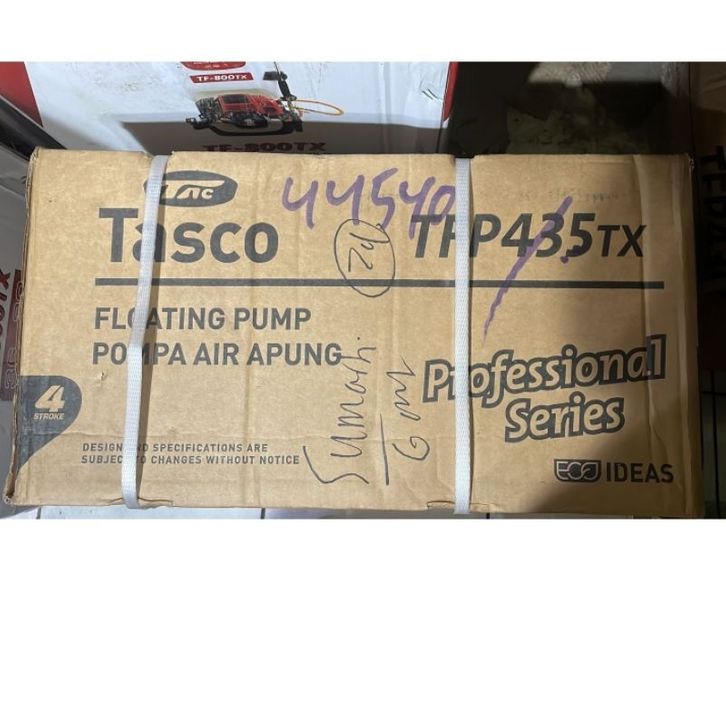 TF-800TX
TF-800TX
Tasco
44540
TFP435TX
FLOATING PUMP
POMPA AIR APUNG
Professional
Series
4
STROKE
DESIGN AND SPECIFICATIONS ARE
SUBJECT TO CHANGES WITHOUT NOTICE
ECO IDEAS